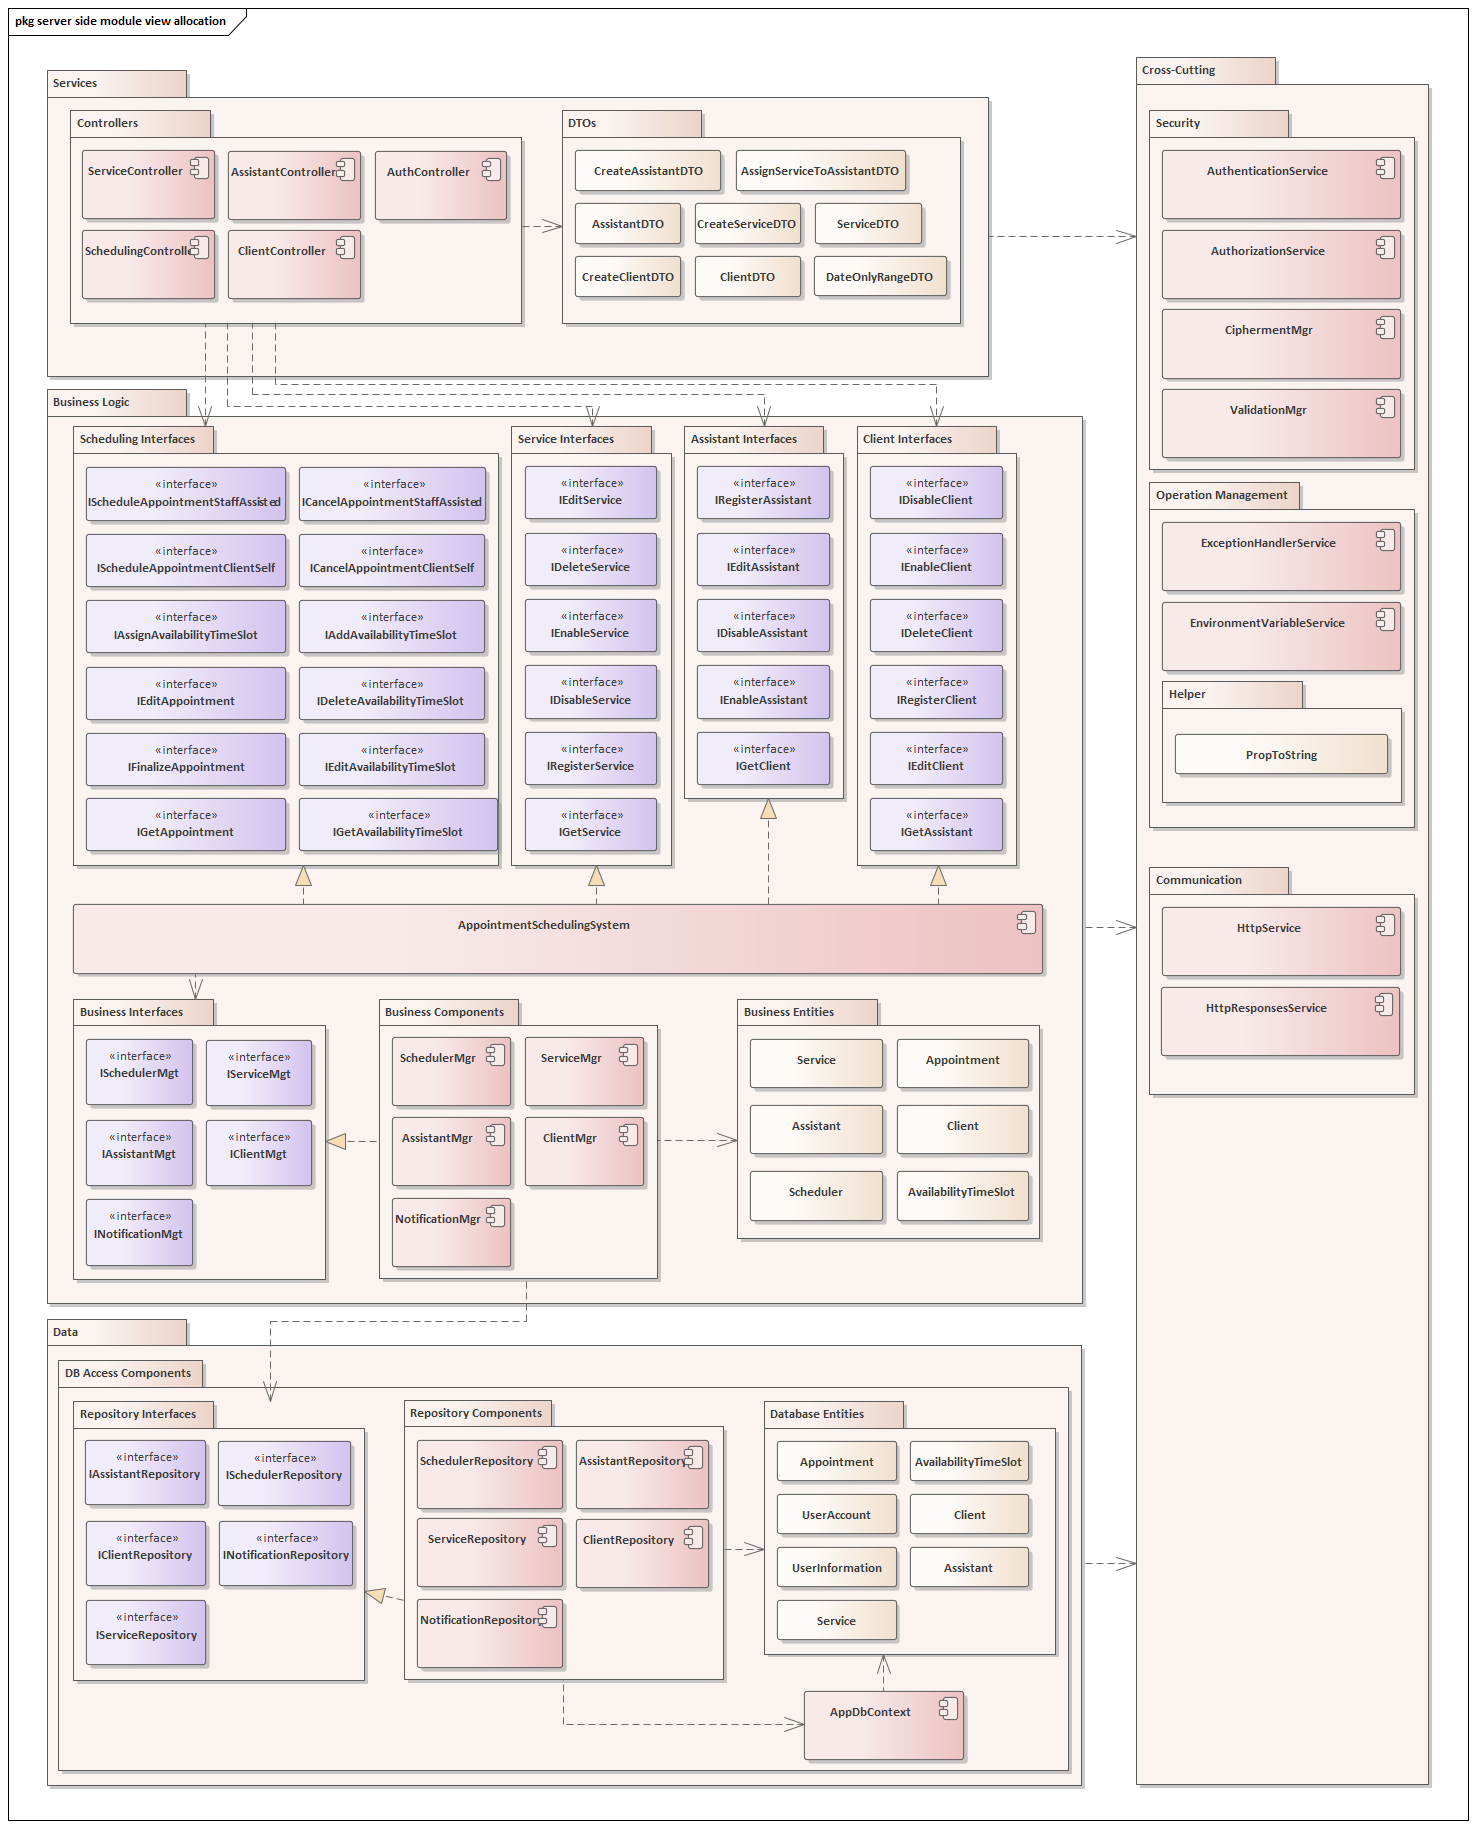 pkg server side module view allocation
Services
Controllers
ServiceController
AssistantController
AuthController
SchedulingControlle
ClientController
DTOs
CreateAssistantDTO
AssignServiceToAssistantDTO
AssistantDTO
CreateServiceDTO
ServiceDTO
CreateClientDTO
ClientDTO
DateOnlyRangeDTO
Cross-Cutting
Security
AuthenticationService
AuthorizationService
CiphermentMgr
ValidationMgr
Operation Management
ExceptionHandlerService
EnvironmentVariableService
Helper
PropToString
Communication
HttpService
HttpResponsesService
Business Logic
Scheduling Interfaces
«interface»
IScheduleAppointmentStaffAssisted
«interface»
ICancelAppointmentStaffAssisted
«interface»
IScheduleAppointmentClientSelf
«interface»
ICancelAppointmentClientSelf
«interface»
IAssignAvailabilityTimeSlot
«interface»
IAddAvailabilityTimeSlot
«interface»
IEditAppointment
«interface»
IDeleteAvailabilityTimeSlot
«interface»
IFinalizeAppointment
«interface»
IEditAvailabilityTimeSlot
«interface»
IGetAppointment
«interface»
IGetAvailabilityTimeSlot
Service Interfaces
«interface»
IEditService
«interface»
IDeleteService
«interface»
IEnableService
«interface»
IDisableService
«interface»
IRegisterService
«interface»
IGetService
Assistant Interfaces
«interface»
IRegisterAssistant
«interface»
IEditAssistant
«interface»
IDisableAssistant
«interface»
IEnableAssistant
«interface»
IGetClient
Client Interfaces
«interface»
IDisableClient
«interface»
IEnableClient
«interface»
IDeleteClient
«interface»
IRegisterClient
«interface»
IEditClient
«interface»
IGetAssistant
AppointmentSchedulingSystem
Business Interfaces
«interface»
ISchedulerMgt
«interface»
IServiceMgt
«interface»
IAssistantMgt
«interface»
IClientMgt
«interface»
INotificationMgt
Business Components
SchedulerMgr
ServiceMgr
AssistantMgr
ClientMgr
NotificationMgr
Business Entities
Service
Appointment
Assistant
Client
Scheduler
AvailabilityTimeSlot
Data
DB Access Components
Repository Interfaces
«interface»
IAssistantRepository
«interface»
ISchedulerRepository
«interface»
IClientRepository
«interface»
INotificationRepository
«interface»
IServiceRepository
Repository Components
SchedulerRepository
AssistantRepository
ServiceRepository
ClientRepository
NotificationRepository
Database Entities
Appointment
AvailabilityTimeSlot
UserAccount
Client
UserInformation
Assistant
Service
AppDbContext